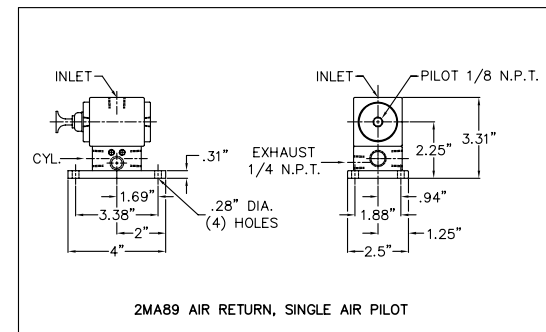 INLET
CYL.
.31"
1.69"
3.38"
2"
4"
.28" DIA.
(4) HOLES
INLET
PILOT 1/8 N.P.T.
EXHAUST
1/4 N.P.T.
2.25"
3.31"
.94"
1.88"
1.25"
2.5"
2MA89 AIR RETURN, SINGLE AIR PILOT